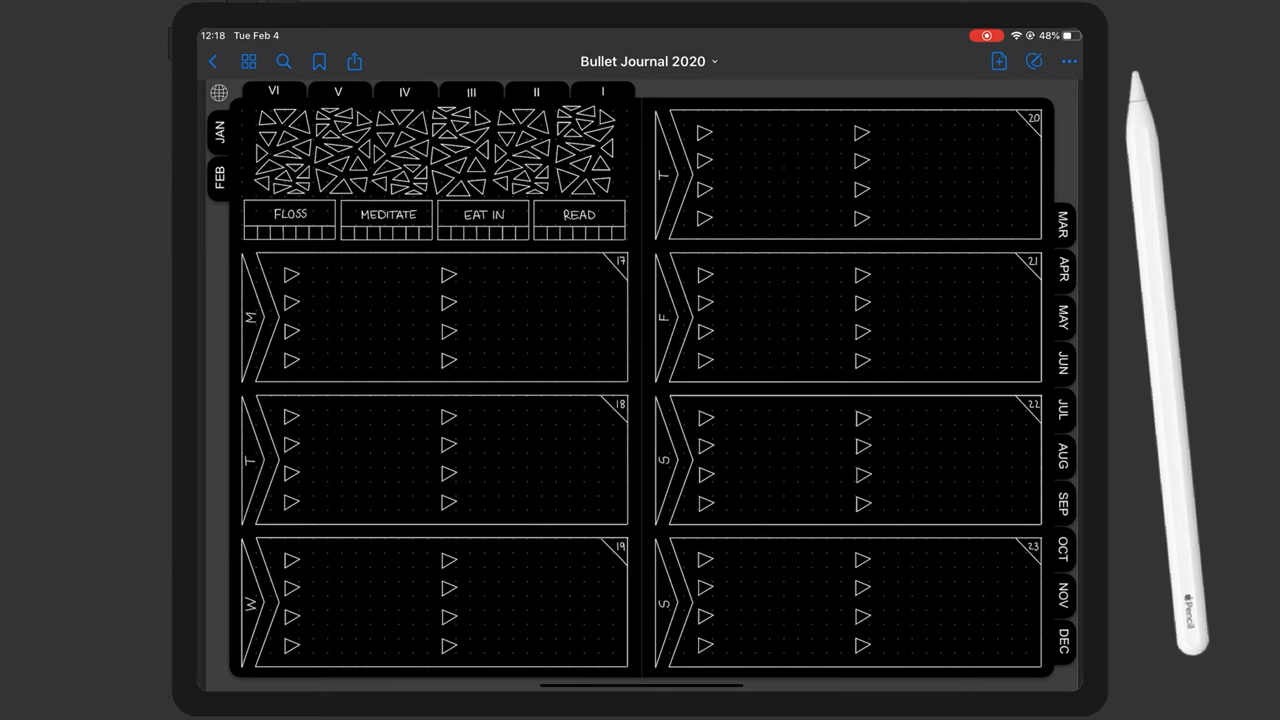 12:18 Tue Feb 4
48%
Bullet Journal 2020
VI V IV III II I
JAN
FEB
FLOSS MEDITATE EAT IN READ
M 17
T 18
W 19
T 20
F 21
S 22
S 23
MAR
APR
MAY
JUN
JUL
AUG
SEP
OCT
NOV
DEC
Pencil